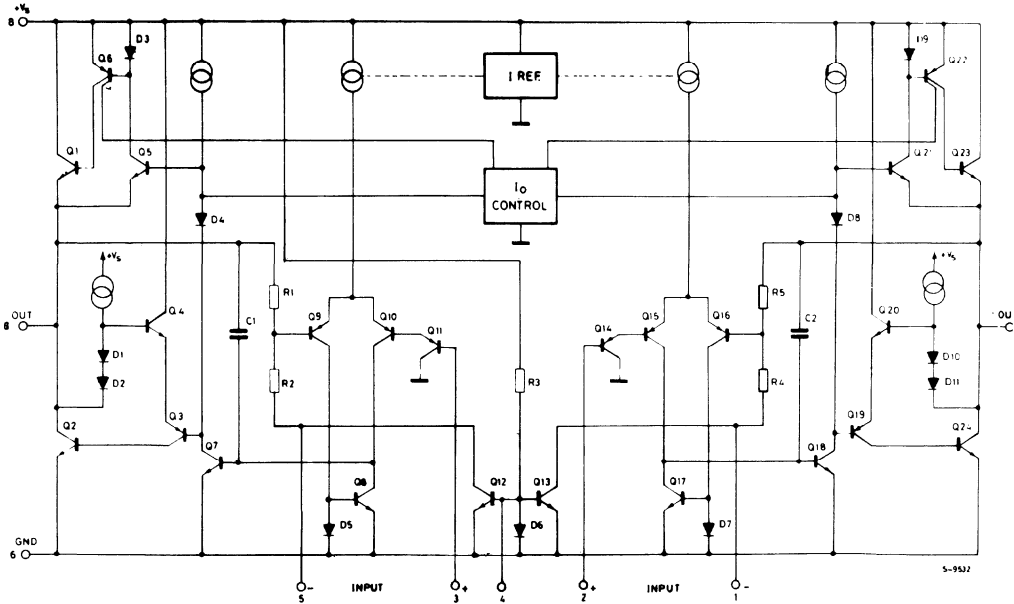 +Vs
8
D3
Q6
I REF.
D9
Q22
Q1
Q5
Q21
Q23
I0
CONTROL
D4
D8
+Vs
+Vs
OUT
8
Q4
R1
Q9
Q10
Q11
C1
D1
D2
R2
R3
Q14
Q15
Q16
R5
C2
R4
Q20
OU
D10
D11
Q2
Q3
Q7
Q19
Q18
Q24
Q8
Q12
Q13
Q17
D5
D6
D7
GND
6
S-9532
-
INPUT
+
+
INPUT
-
5
3
4
2
1